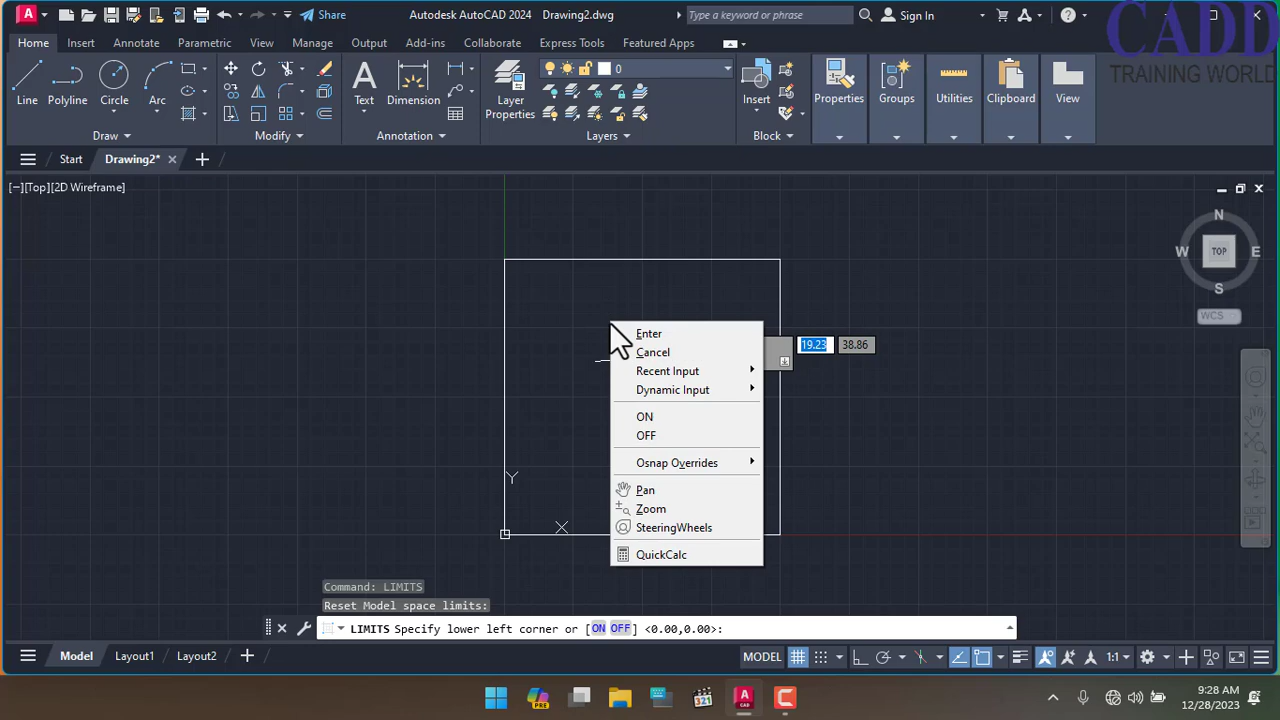 Share
Autodesk AutoCAD 2024 Drawing2.dwg
Type a keyword or phrase
Sign In
CADD
TRAINING WORLD
Home Insert Annotate Parametric View Manage Output Add-ins Collaborate Express Tools Featured Apps
0
Line Polyline Circle Arc Text Dimension Layer Properties Insert Properties Groups Utilities Clipboard View
Draw Modify Annotation Layers Block
Start Drawing2*
[−][Top][2D Wireframe]
N
W TOP E
S
WCS
Enter
19.23 38.86
Cancel
Recent Input
Dynamic Input
ON
OFF
Osnap Overrides
Y
Pan
Zoom
SteeringWheels
X
QuickCalc
Command: LIMITS
Reset Model space limits:
LIMITS Specify lower left corner or [ON OFF] <0.00,0.00>:
Model Layout1 Layout2
MODEL 1:1
PRE
321
A CAD
9:28 AM
12/28/2023